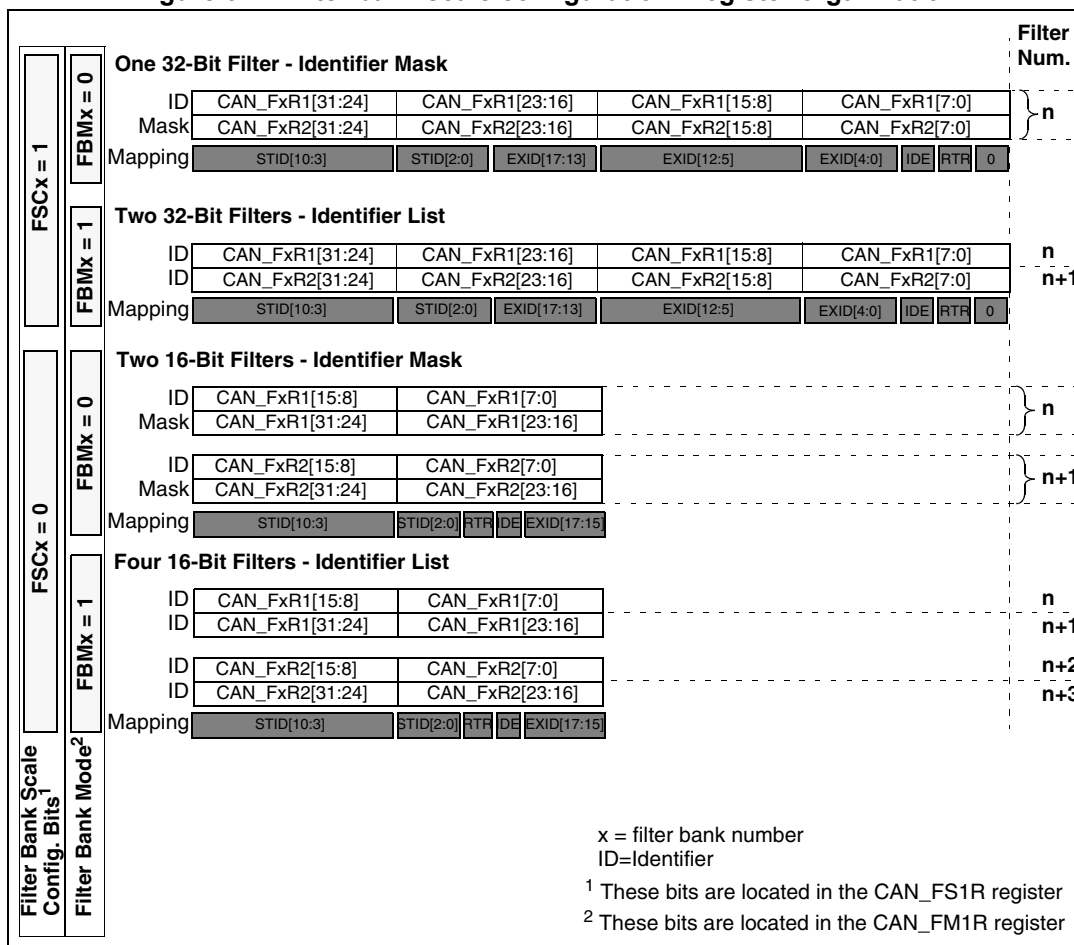 Filter
Num.
One 32-Bit Filter - Identifier Mask
ID CAN_FxR1[31:24] CAN_FxR1[23:16] CAN_FxR1[15:8] CAN_FxR1[7:0]
n
Mask CAN_FxR2[31:24] CAN_FxR2[23:16] CAN_FxR2[15:8] CAN_FxR2[7:0]
Mapping STID[10:3] STID[2:0] EXID[17:13] EXID[12:5] EXID[4:0] IDE RTR 0
FBMx = 0
FSCx = 1
Two 32-Bit Filters - Identifier List
ID CAN_FxR1[31:24] CAN_FxR1[23:16] CAN_FxR1[15:8] CAN_FxR1[7:0] n
ID CAN_FxR2[31:24] CAN_FxR2[23:16] CAN_FxR2[15:8] CAN_FxR2[7:0] n+1
Mapping STID[10:3] STID[2:0] EXID[17:13] EXID[12:5] EXID[4:0] IDE RTR 0
FBMx = 1
Two 16-Bit Filters - Identifier Mask
ID CAN_FxR1[15:8] CAN_FxR1[7:0]
n
Mask CAN_FxR1[31:24] CAN_FxR1[23:16]
ID CAN_FxR2[15:8] CAN_FxR2[7:0]
n+1
Mask CAN_FxR2[31:24] CAN_FxR2[23:16]
Mapping STID[10:3] STID[2:0] RTR IDE EXID[17:15]
FBMx = 0
FSCx = 0
Four 16-Bit Filters - Identifier List
ID CAN_FxR1[15:8] CAN_FxR1[7:0] n
ID CAN_FxR1[31:24] CAN_FxR1[23:16] n+1
ID CAN_FxR2[15:8] CAN_FxR2[7:0] n+2
ID CAN_FxR2[31:24] CAN_FxR2[23:16] n+3
Mapping STID[10:3] STID[2:0] RTR IDE EXID[17:15]
FBMx = 1
Filter Bank Scale
Config. Bits1
Filter Bank Mode2
x = filter bank number
ID=Identifier
1 These bits are located in the CAN_FS1R register
2 These bits are located in the CAN_FM1R register